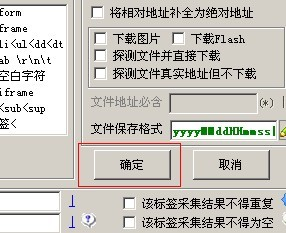 form
iframe
li<ul<dd<dt
ab \r\n\t
空白字符
iframe
<sub<sup
签<
将相对地址补全为绝对地址
下载图片 下载Flash
探测文件并直接下载
探测文件真实地址但不下载
文件地址必含 (*)
文件保存格式 yyyy■■ddHHmmss
确定 取消
该标签采集结果不得重复
该标签采集结果不得为空